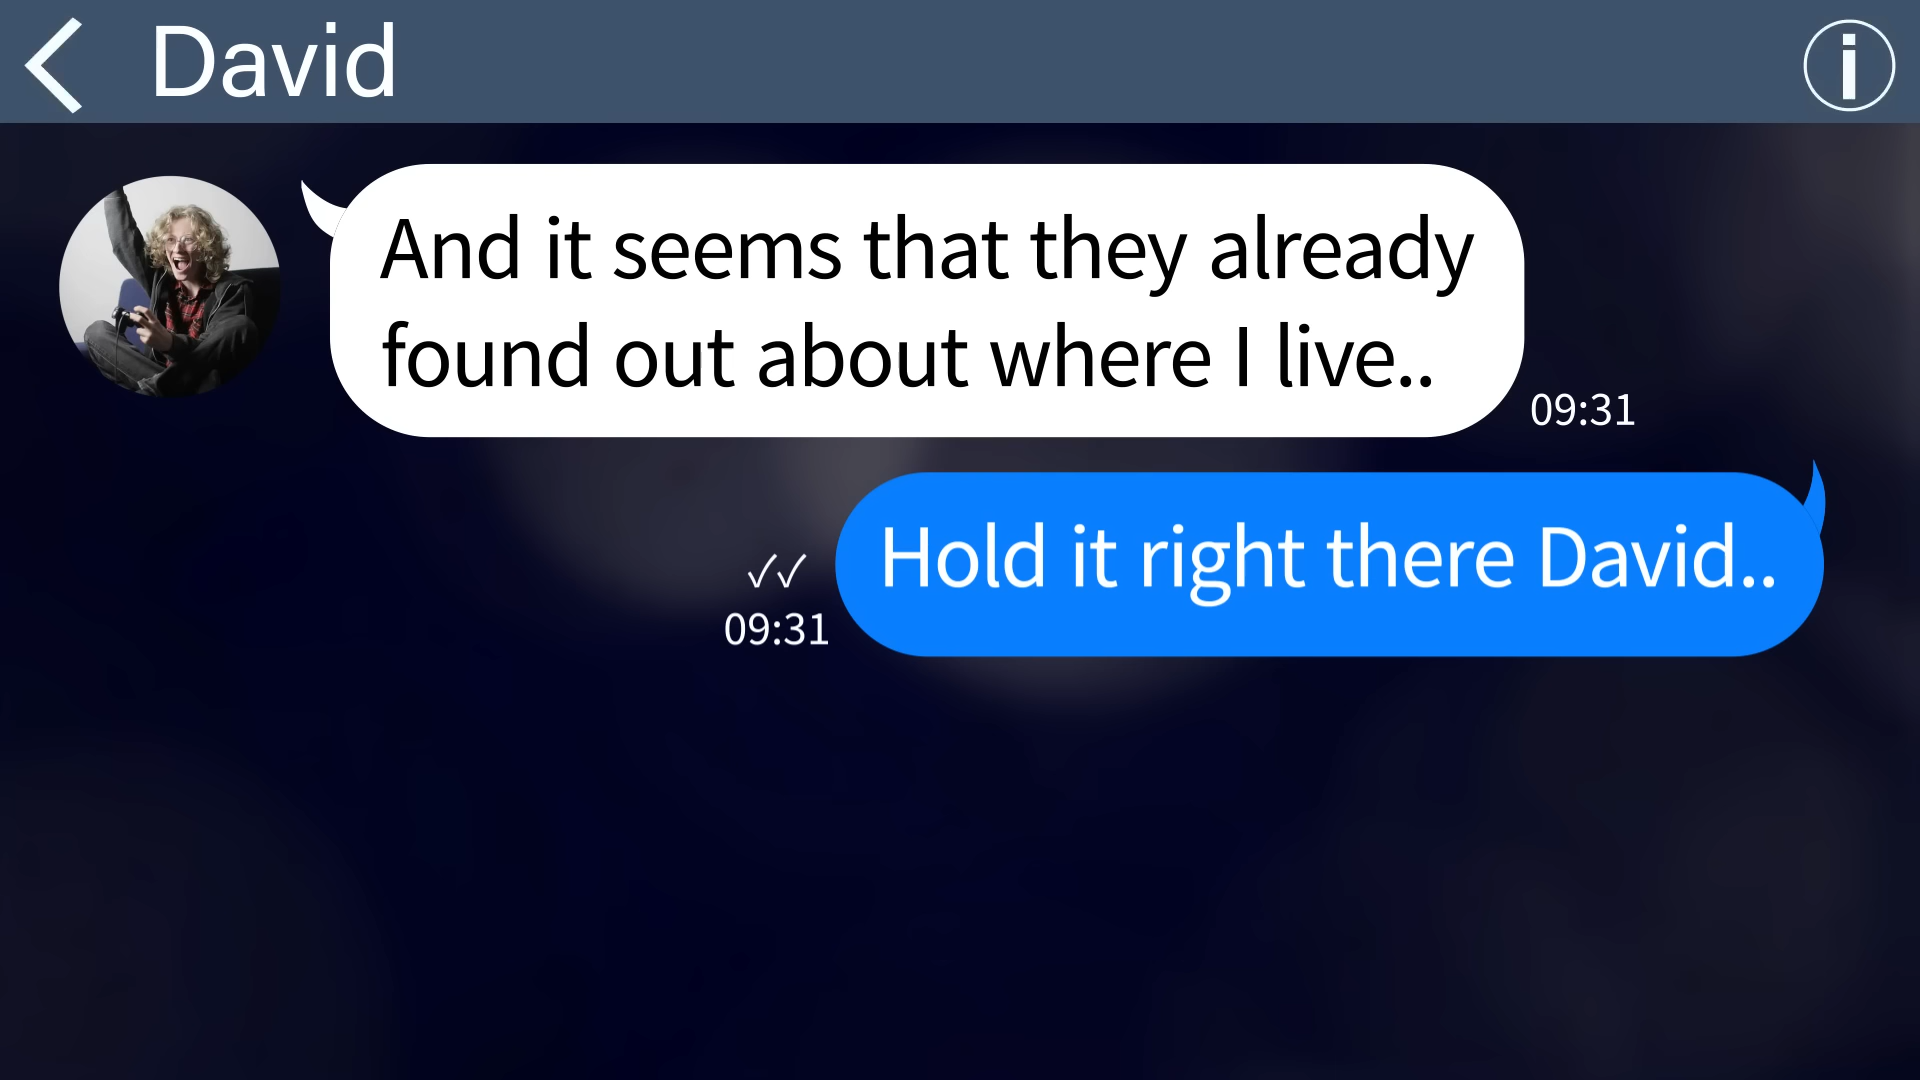 David
And it seems that they already
found out about where I live..
09:31
Hold it right there David..
✓✓
09:31